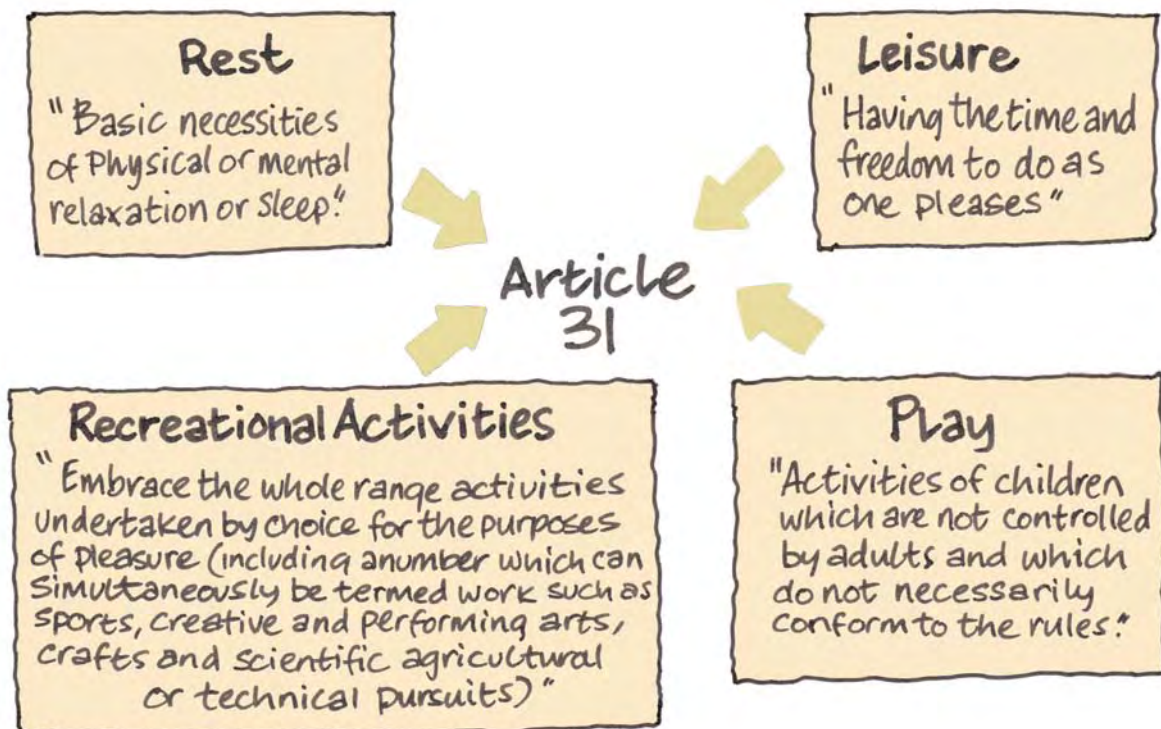 Rest
"Basic necessities
of Physical or mental
relaxation or sleep."
Leisure
"Having the time and
freedom to do as
one pleases"
Article
31
Recreational Activities
"Embrace the whole range activities
undertaken by choice for the purposes
of pleasure (including anumber which can
simultaneously be termed work such as
sports, creative and performing arts,
crafts and scientific agricultural
or technical pursuits)"
Play
"Activities of children
which are not controlled
by adults and which
do not necessarily
conform to the rules."